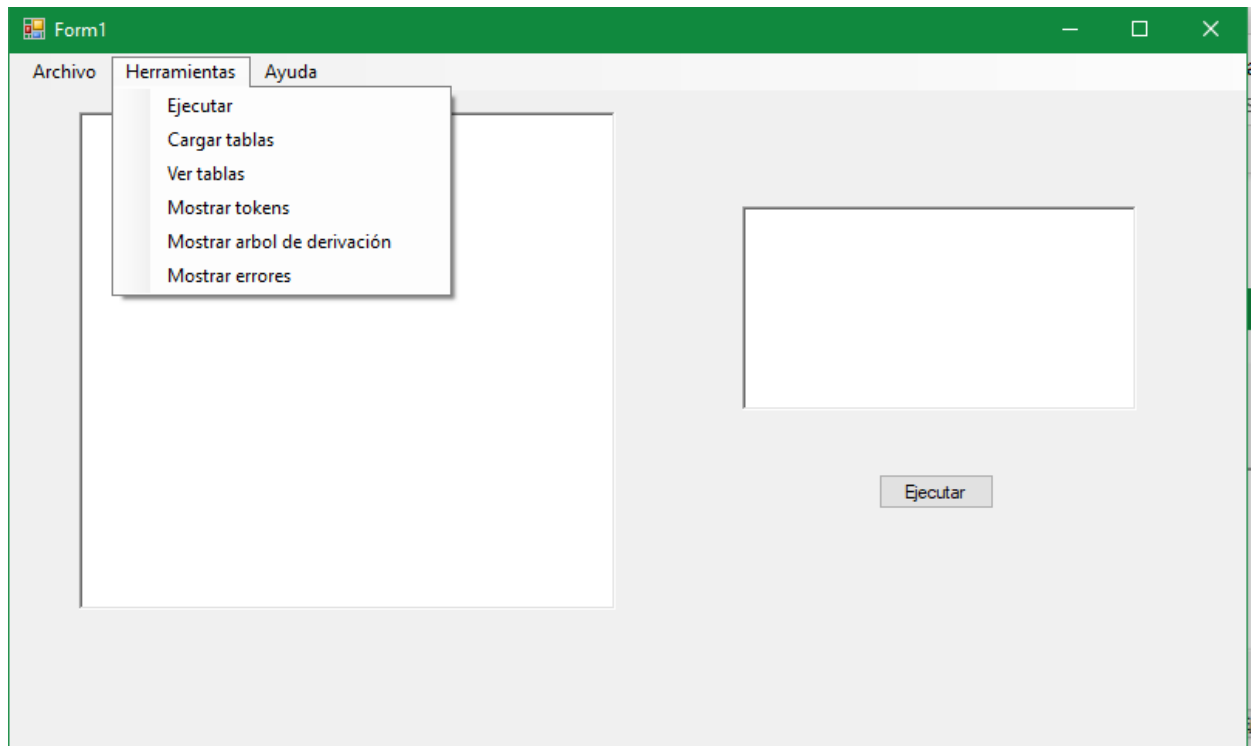 Form1
Archivo Herramientas Ayuda
Ejecutar
Cargar tablas
Ver tablas
Mostrar tokens
Mostrar arbol de derivación
Mostrar errores
Ejecutar